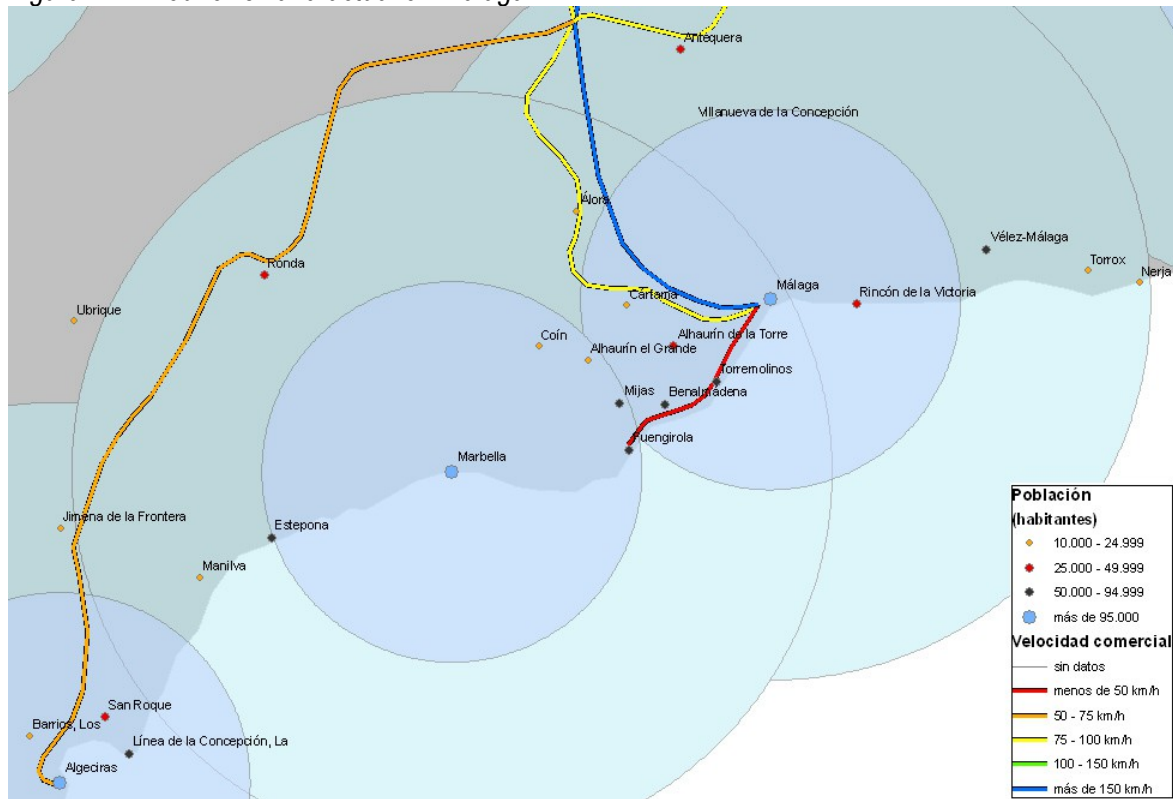 Antequera
Villanueva de la Concepción
Álora
Vélez-Málaga
Torrox
Nerja
Ronda
Málaga
Rincón de la Victoria
Cártama
Ubrique
Coín
Alhaurín de la Torre
Alhaurín el Grande
Torremolinos
Mijas
Benalmádena
Fuengirola
Marbella
Jimena de la Frontera
Estepona
Manilva
San Roque
Barrios, Los
Línea de la Concepción, La
Algeciras
Población
(habitantes)
10.000 - 24.999
25.000 - 49.999
50.000 - 94.999
más de 95.000
Velocidad comercial
sin datos
menos de 50 km/h
50 - 75 km/h
75 - 100 km/h
100 - 150 km/h
más de 150 km/h